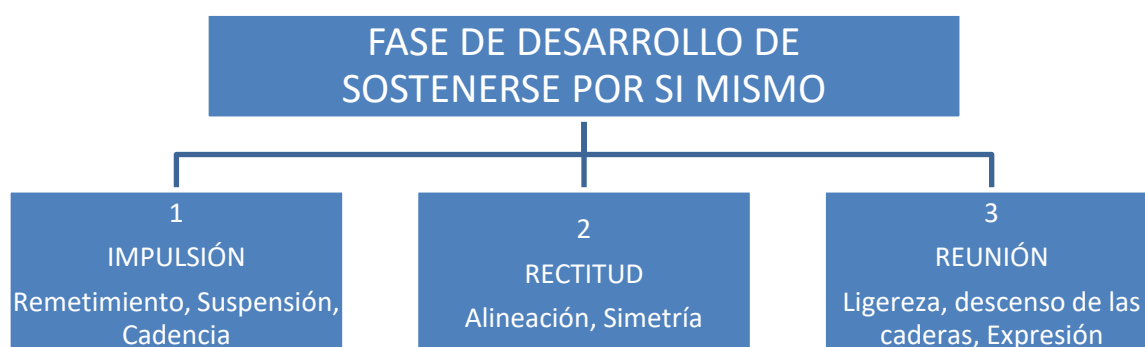 FASE DE DESARROLLO DE
SOSTENERSE POR SI MISMO
1
IMPULSIÓN
Remetimiento, Suspensión,
Cadencia
2
RECTITUD
Alineación, Simetría
3
REUNIÓN
Ligereza, descenso de las
caderas, Expresión